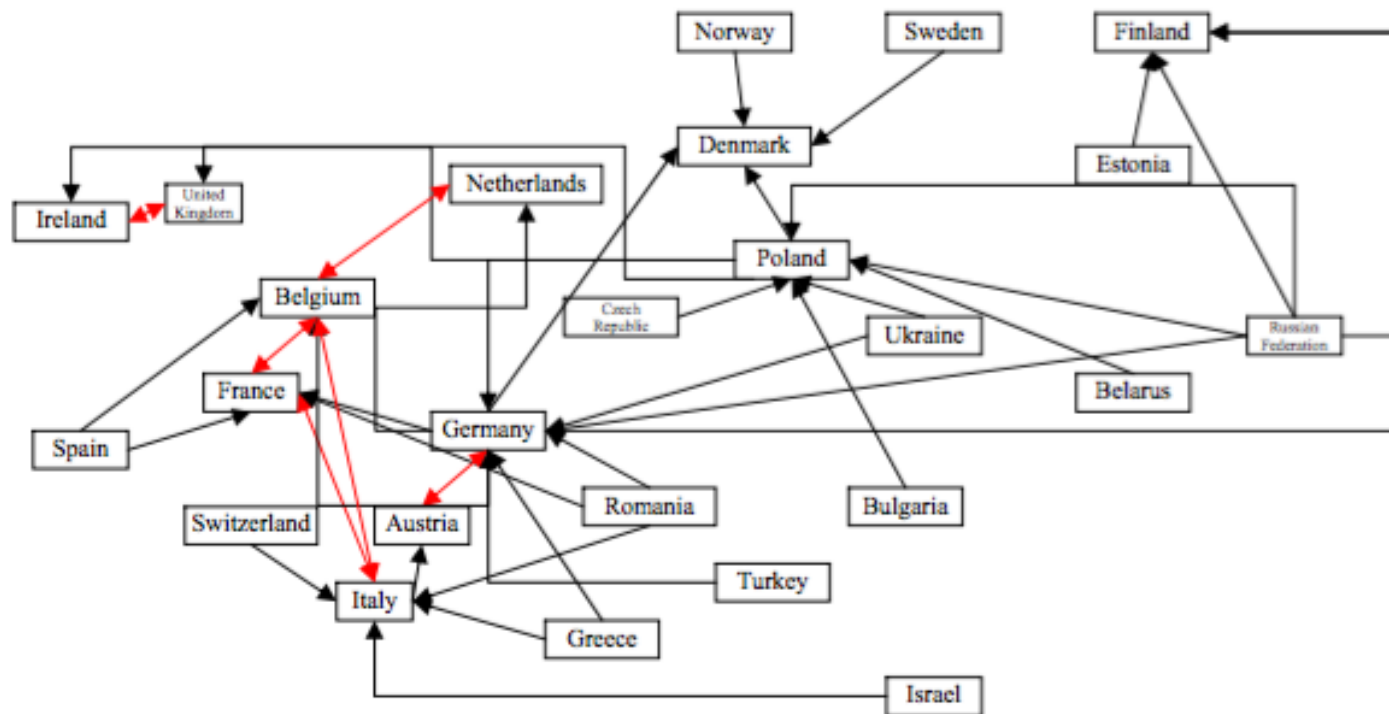 Norway
Sweden
Finland
Denmark
Estonia
Netherlands
United
Kingdom
Ireland
Poland
Belgium
Czech
Republic
Ukraine
Russian
Federation
France
Belarus
Germany
Spain
Romania
Bulgaria
Switzerland
Austria
Turkey
Italy
Greece
Israel